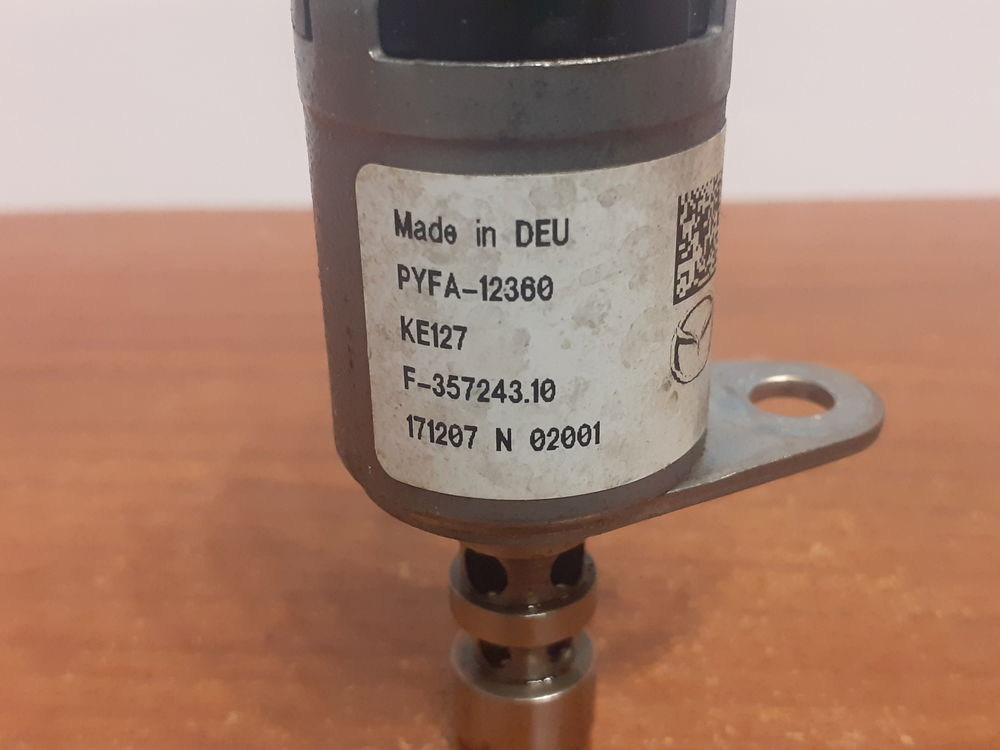 Made in DEU
PYFA-12360
KE127
F-357243.10
171207 N 02001